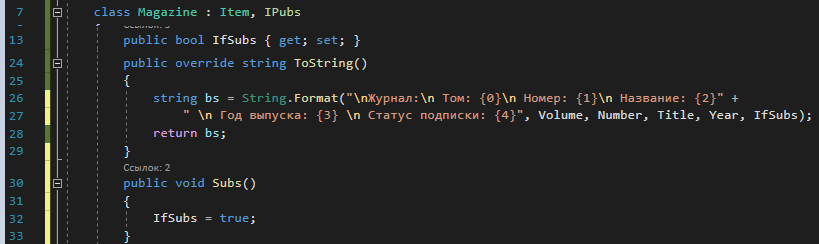 7 class Magazine : Item, IPubs
13 public bool IfSubs { get; set; }
24 public override string ToString()
25 {
26 string bs = String.Format("\nЖурнал:\n Том: {0}\n Номер: {1}\n Название: {2}" +
27 " \n Год выпуска: {3} \n Статус подписки: {4}", Volume, Number, Title, Year, IfSubs);
28 return bs;
29 }
Ссылок: 2
30 public void Subs()
31 {
32 IfSubs = true;
33 }